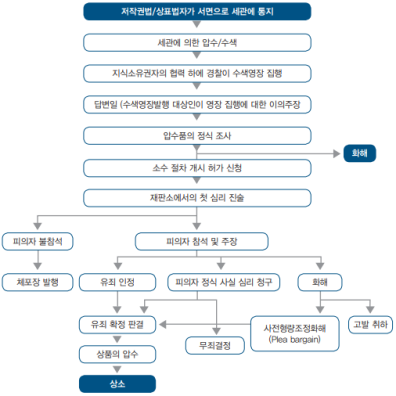 저작권법/상표법자가 서면으로 세관에 통지
세관에 의한 압수/수색
지식소유권자의 협력 하에 경찰이 수색영장 집행
답변일 (수색영장발행 대상인이 영장 집행에 대한 이의주장
압수품의 정식 조사
화해
소수 절차 개시 허가 신청
재판소에서의 첫 심리 진술
피의자 불참석
피의자 참석 및 주장
체포장 발행
유죄 인정
피의자 정식 사실 심리 청구
화해
유죄 확정 판결
무죄결정
사전형량조정화해
(Plea bargain)
고발 취하
상품의 압수
상소